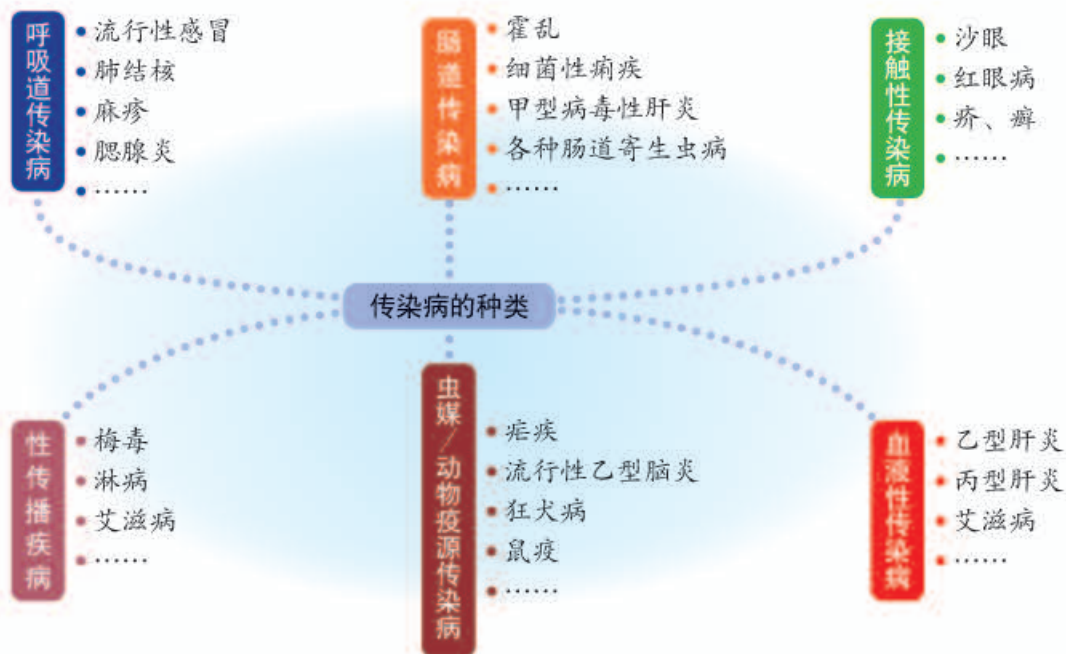 呼吸道传染病
流行性感冒
肺结核
麻疹
腮腺炎
……
肠道传染病
霍乱
细菌性痢疾
甲型病毒性肝炎
各种肠道寄生虫病
……
接触性传染病
沙眼
红眼病
疥、癣
……
传染病的种类
性传播疾病
梅毒
淋病
艾滋病
……
虫媒/动物疫源传染病
疟疾
流行性乙型脑炎
狂犬病
鼠疫
……
血液性传染病
乙型肝炎
丙型肝炎
艾滋病
……